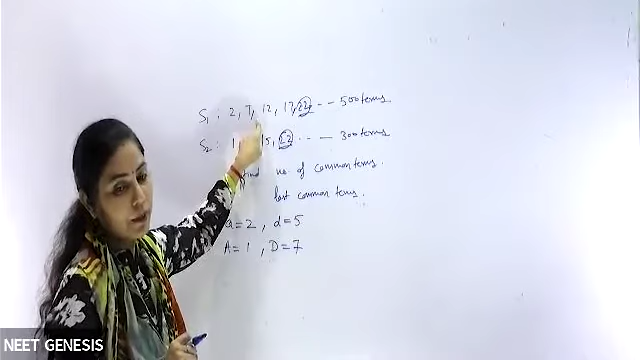 S₁ : 2, 7, 12, 17, 22, - - 500 terms
S₂ : 1, 15, 22 -- — 300 terms
find no. of common terms.
last common term.
a = 2 , d = 5
A = 1 , D = 7
NEET GENESIS